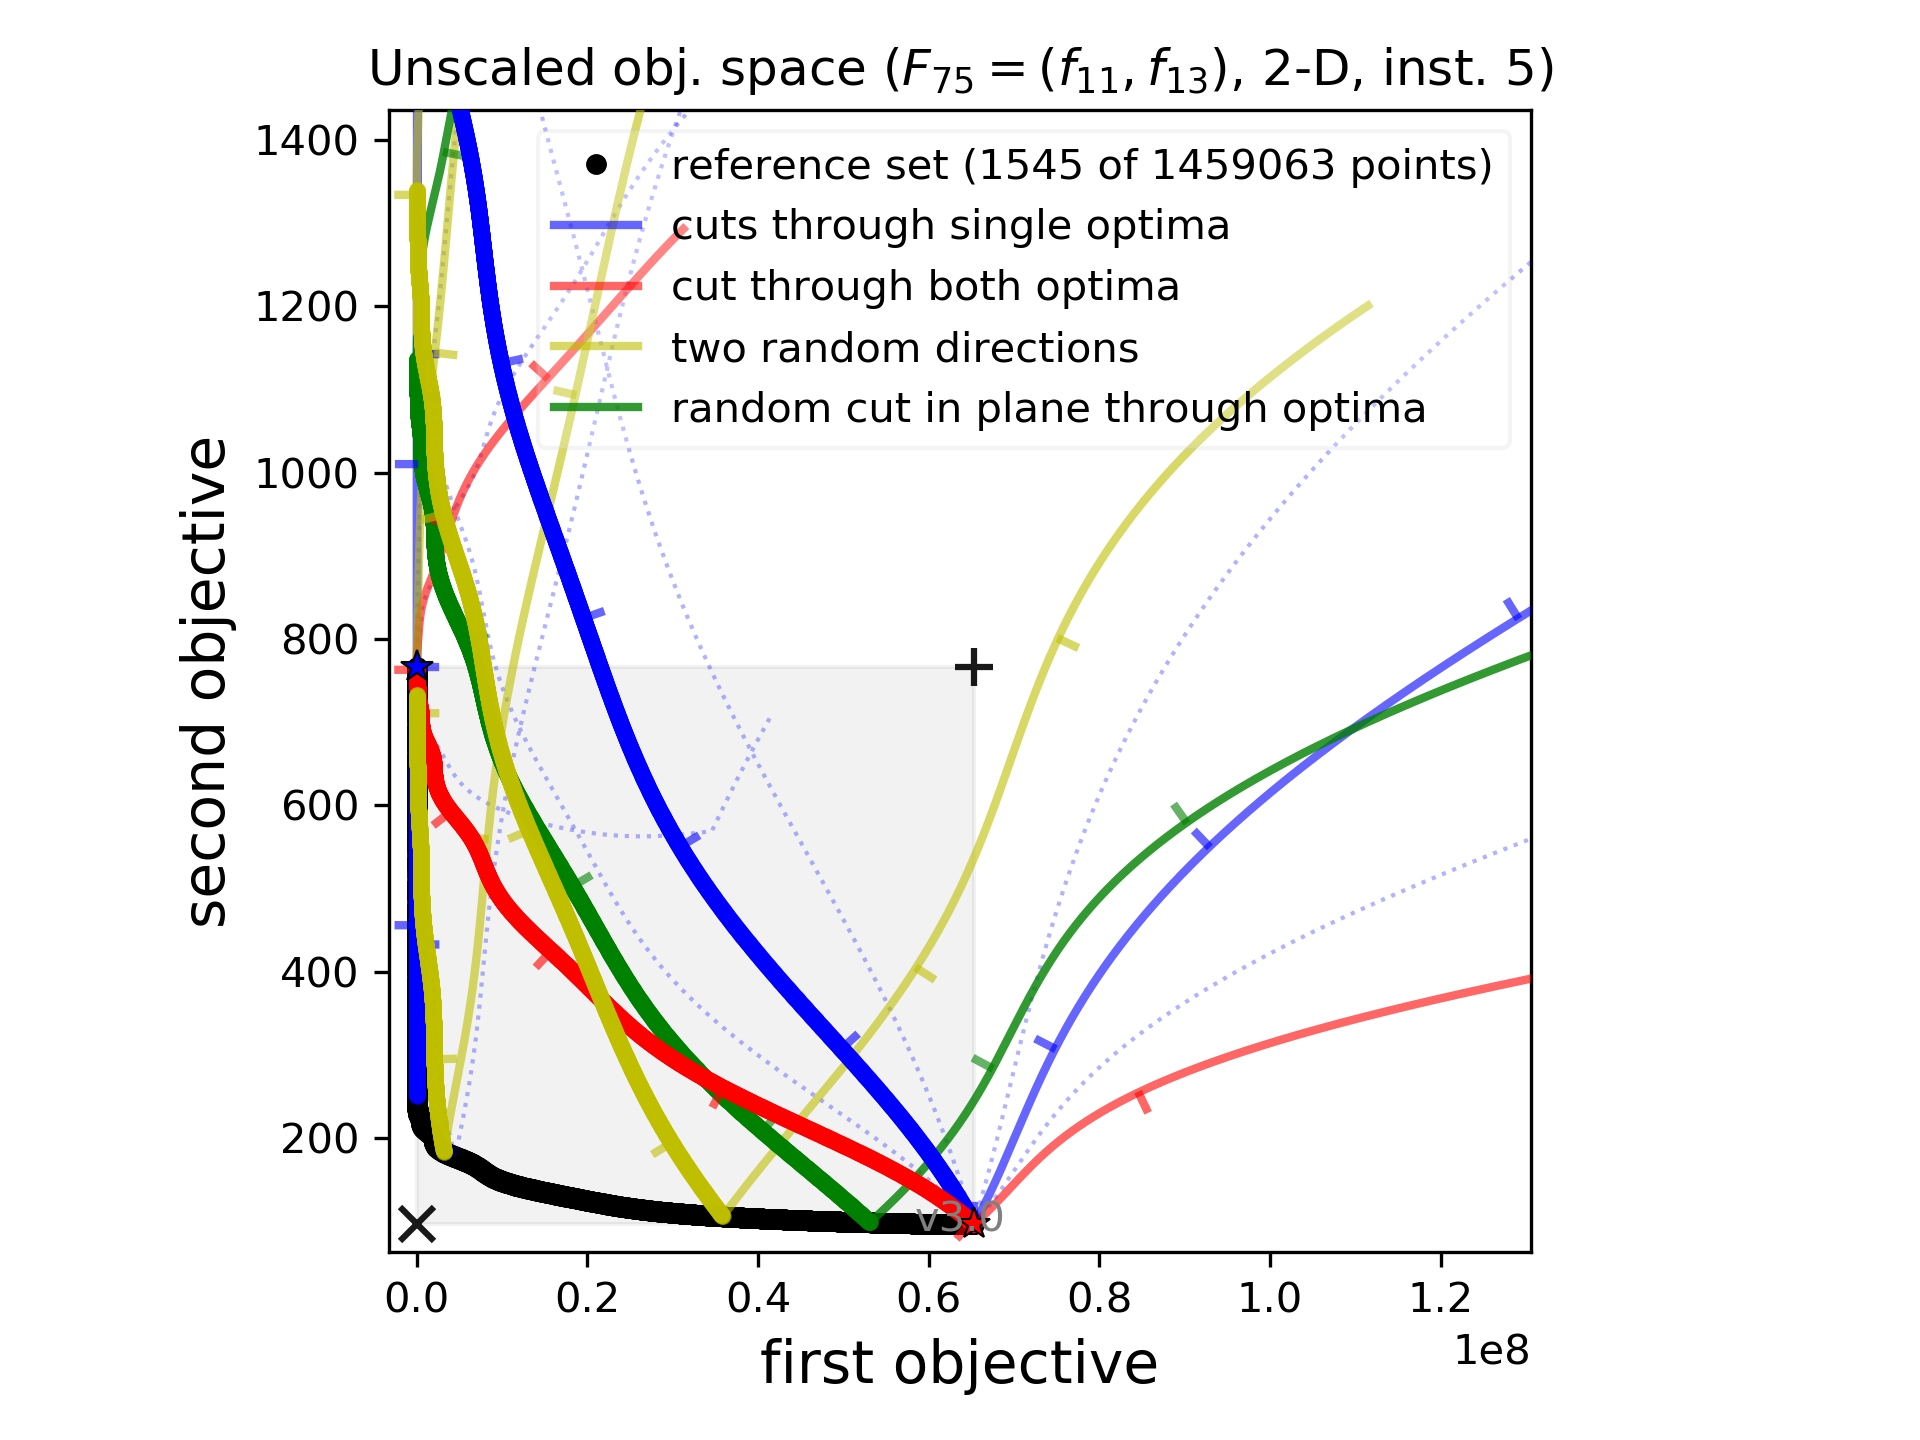 Unscaled obj. space (F75 = (f11, f13), 2-D, inst. 5)
reference set (1545 of 1459063 points)
cuts through single optima
cut through both optima
two random directions
random cut in plane through optima
second objective
1400
1200
1000
800
600
400
200
v3.0
0.0 0.2 0.4 0.6 0.8 1.0 1.2
1e8
first objective